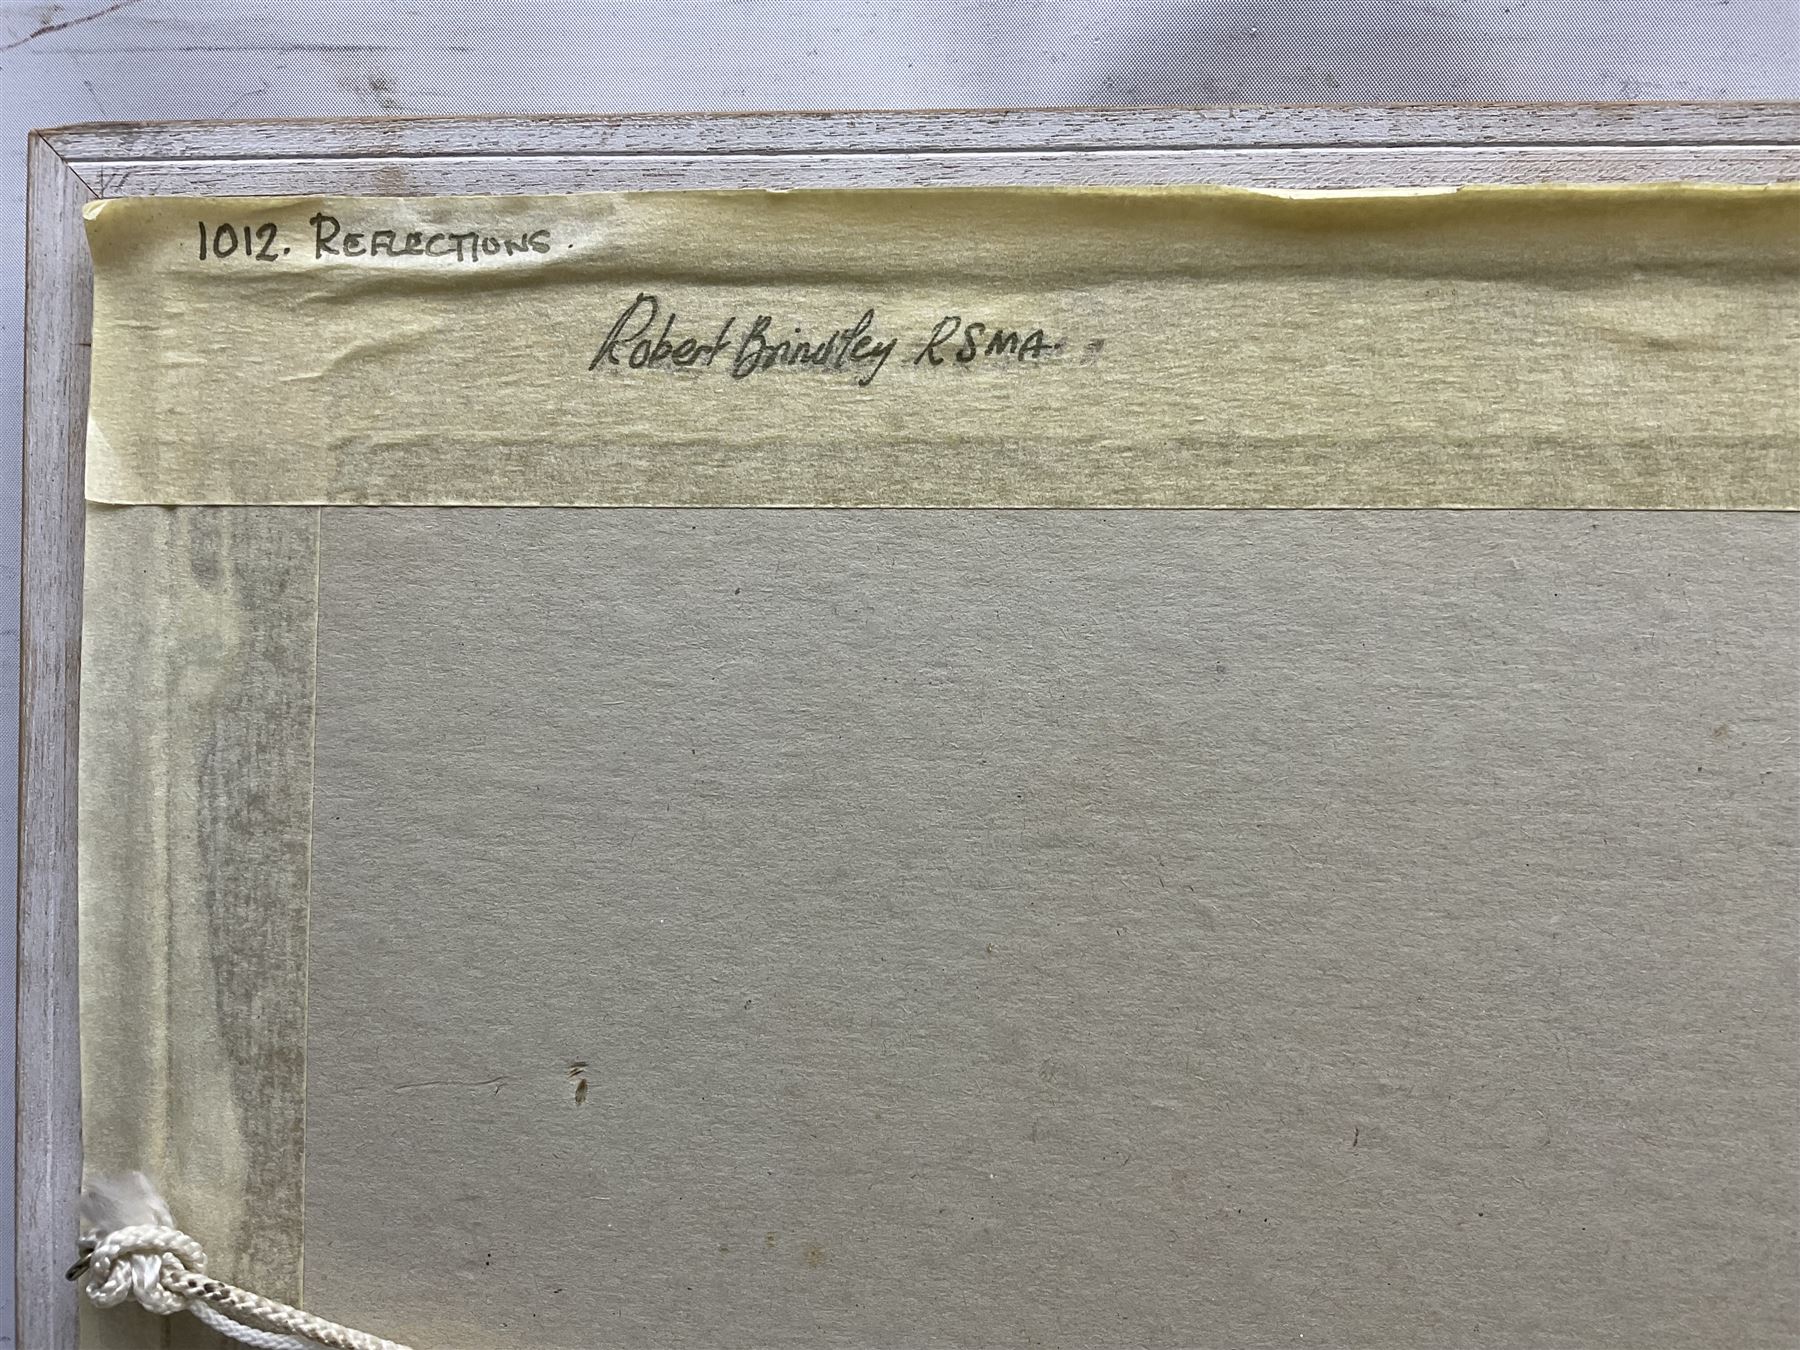 1012. REFLECTIONS.
Robert Brindley RSMA.